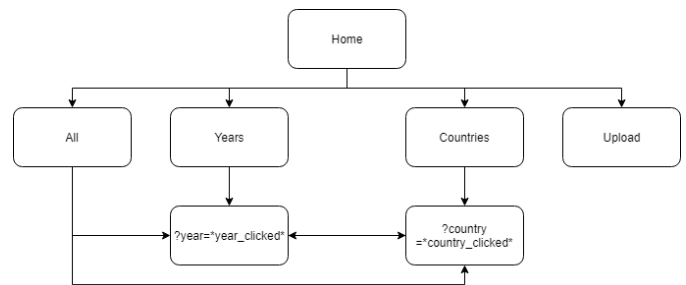 Home
All
Years
Countries
Upload
?year=*year_clicked*
?country
=*country_clicked*